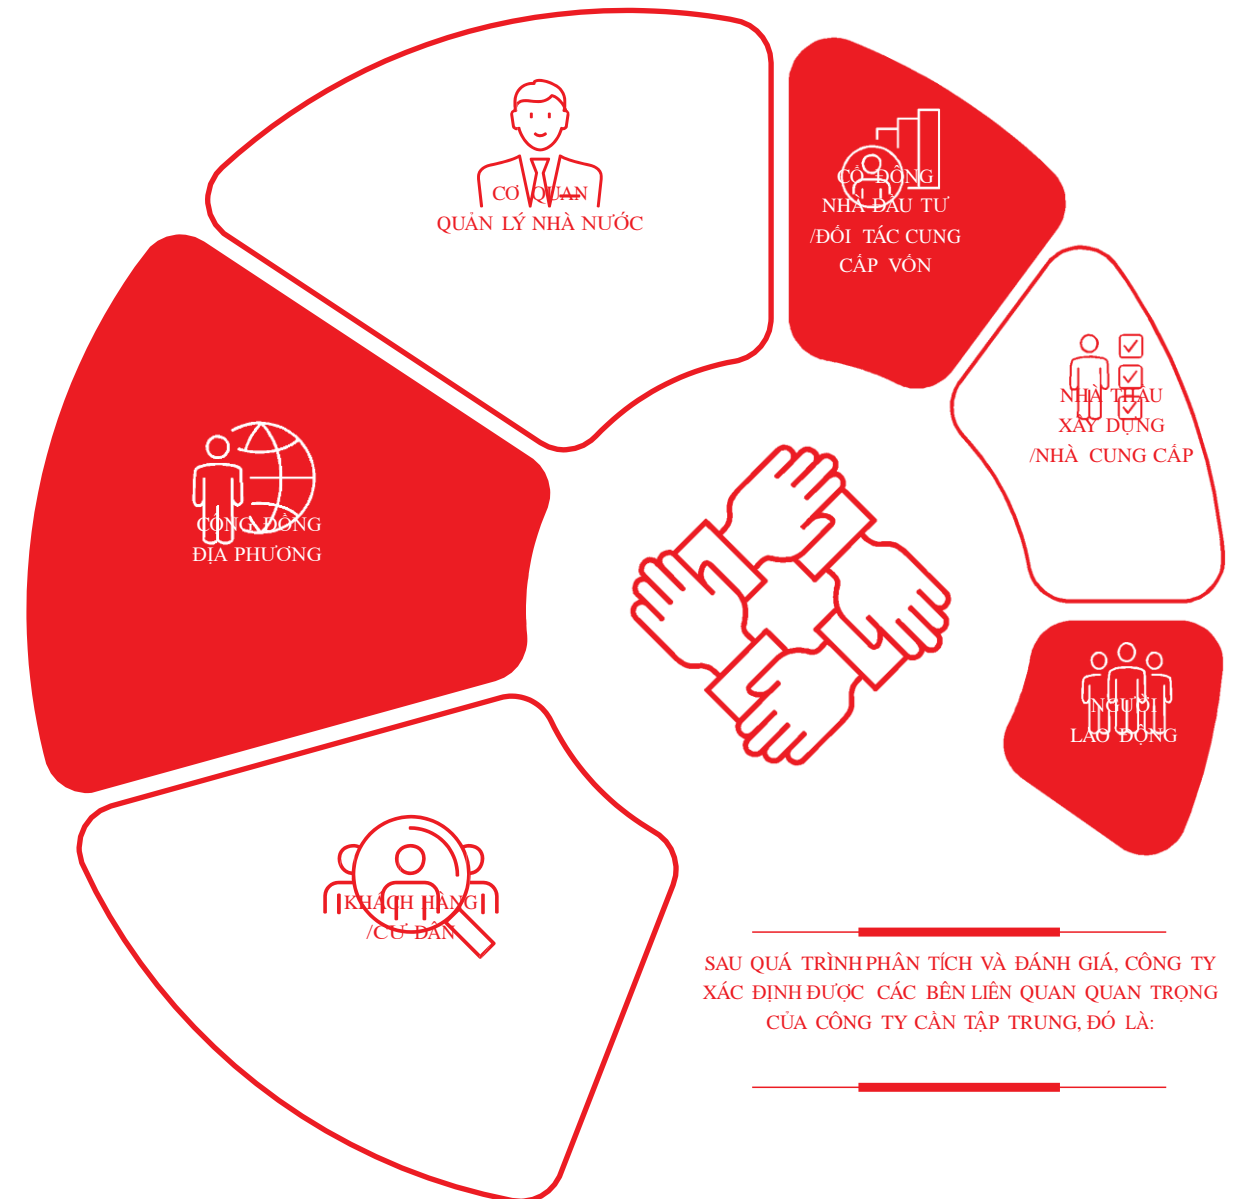 CƠ QUAN
QUẢN LÝ NHÀ NƯỚC
CỔ ĐÔNG
NHÀ ĐẦU TƯ
/ĐỐI TÁC CUNG
CẤP VỐN
NHÀ THẦU
XÂY DỰNG
/NHÀ CUNG CẤP
CỘNG ĐỒNG
ĐỊA PHƯƠNG
NGƯỜI
LAO ĐỘNG
KHÁCH HÀNG
/CƯ DÂN
SAU QUÁ TRÌNH PHÂN TÍCH VÀ ĐÁNH GIÁ, CÔNG TY
XÁC ĐỊNH ĐƯỢC CÁC BÊN LIÊN QUAN QUAN TRỌNG
CỦA CÔNG TY CẦN TẬP TRUNG, ĐÓ LÀ: